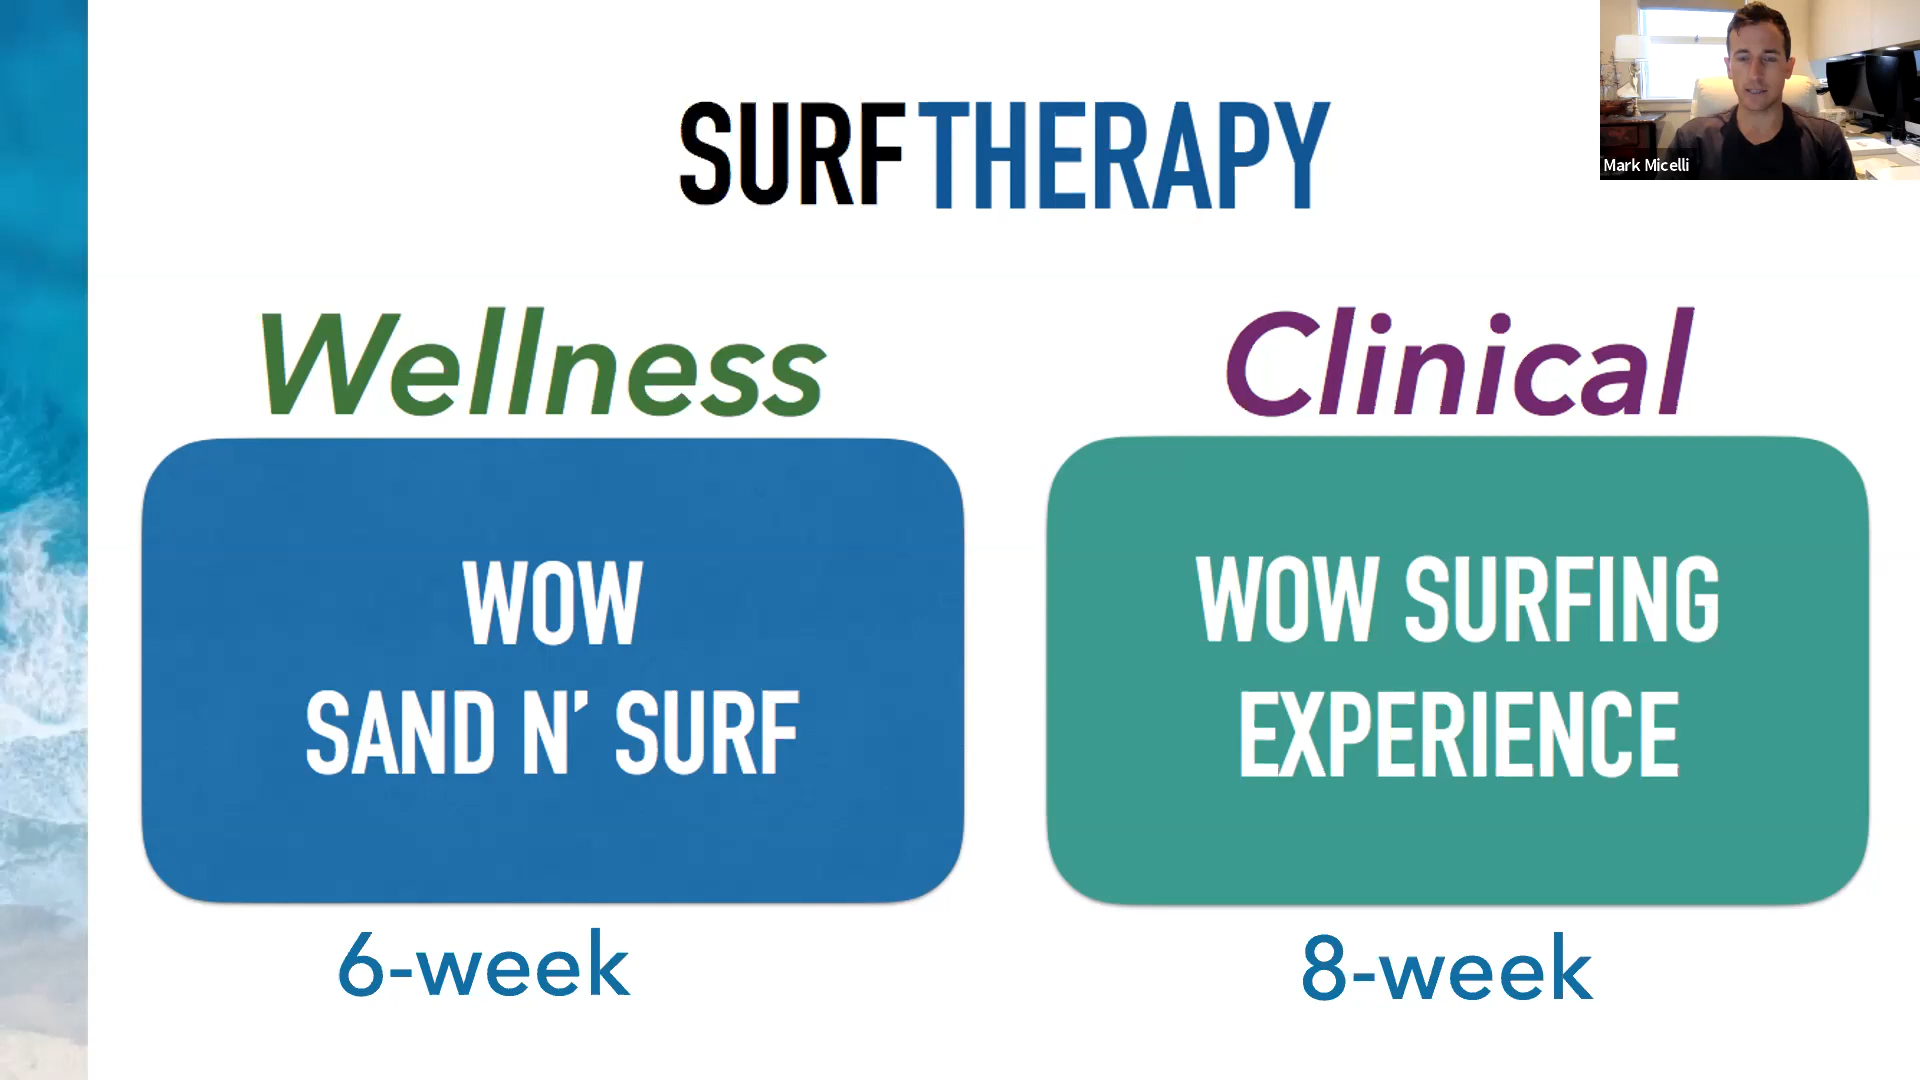 SURF THERAPY
Mark Micelli
Wellness
Clinical
WOW
SAND N’ SURF
WOW SURFING
EXPERIENCE
6-week
8-week